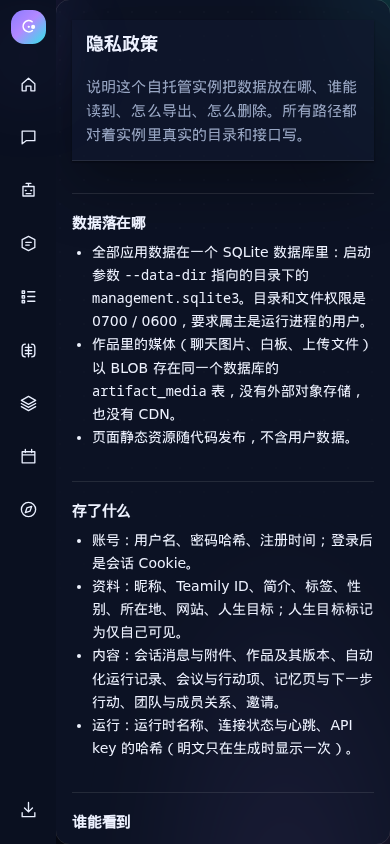 隐私政策
说明这个自托管实例把数据放在哪、谁能
读到、怎么导出、怎么删除。所有路径都
对着实例里真实的目录和接口写。
数据落在哪
• 全部应用数据在一个 SQLite 数据库里：启动
参数 --data-dir 指向的目录下的
management.sqlite3。目录和文件权限是
0700 / 0600，要求属主是运行进程的用户。
• 作品里的媒体（聊天图片、白板、上传文件）
以 BLOB 存在同一个数据库的
artifact_media 表，没有外部对象存储，
也没有 CDN。
• 页面静态资源随代码发布，不含用户数据。
存了什么
• 账号：用户名、密码哈希、注册时间；登录后
是会话 Cookie。
• 资料：昵称、Teamily ID、简介、标签、性
别、所在地、网站、人生目标；人生目标标记
为仅自己可见。
• 内容：会话消息与附件、作品及其版本、自动
化运行记录、会议与行动项、记忆页与下一步
行动、团队与成员关系、邀请。
• 运行：运行时名称、连接状态与心跳、API
key 的哈希（明文只在生成时显示一次）。
谁能看到